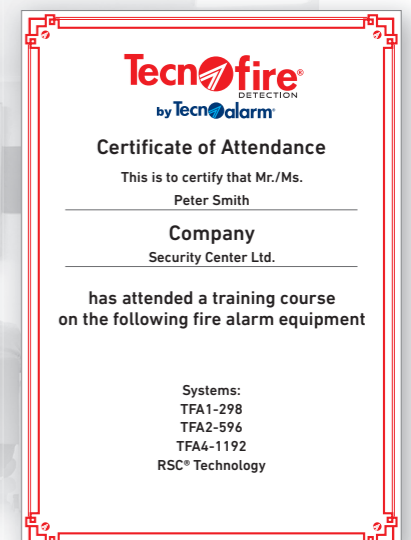 Tecnofire®
DETECTION
by Tecnoalarm®
Certificate of Attendance
This is to certify that Mr./Ms.
Peter Smith
Company
Security Center Ltd.
has attended a training course
on the following fire alarm equipment
Systems:
TFA1-298
TFA2-596
TFA4-1192
RSC® Technology